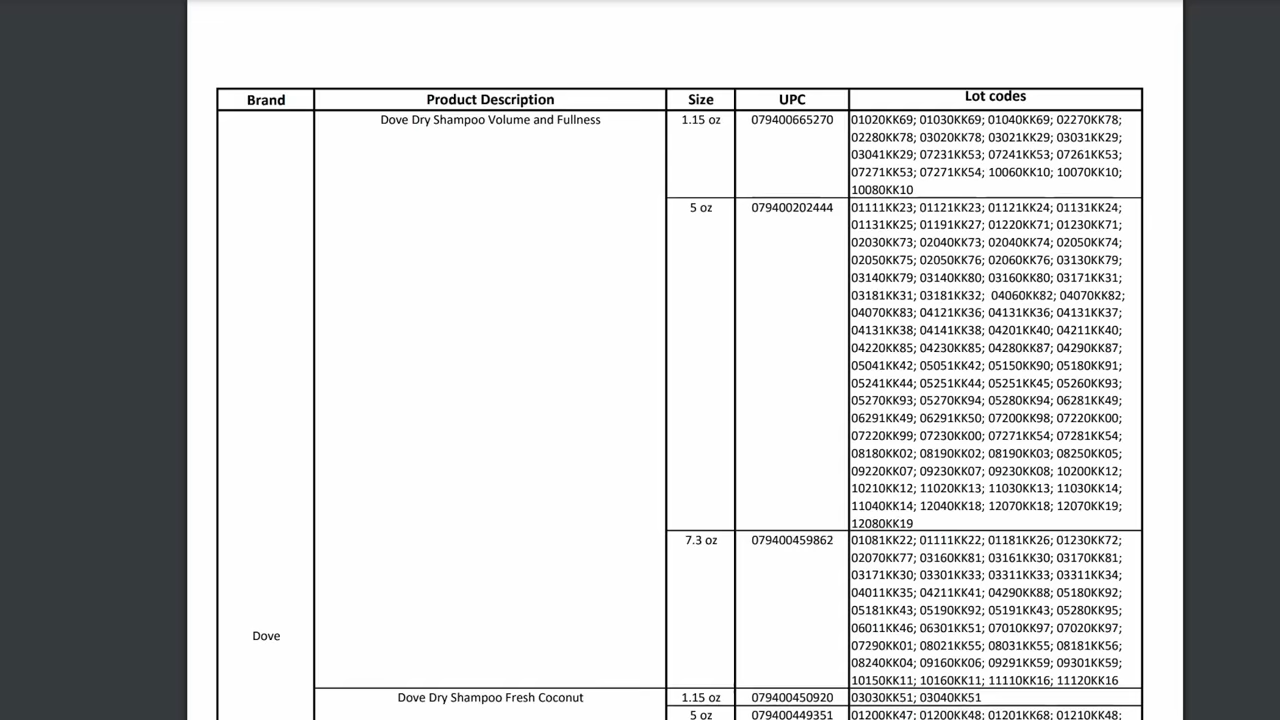 Brand Product Description Size UPC Lot codes
Dove Dry Shampoo Volume and Fullness 1.15 oz 079400665270 01020KK69; 01030KK69; 01040KK69; 02270KK78;
02280KK78; 03020KK78; 03021KK29; 03031KK29;
03041KK29; 07231KK53; 07241KK53; 07261KK53;
07271KK53; 07271KK54; 10060KK10; 10070KK10;
10080KK10
5 oz 079400202444 01111KK23; 01121KK23; 01121KK24; 01131KK24;
01131KK25; 01191KK27; 01220KK71; 01230KK71;
02030KK73; 02040KK73; 02040KK74; 02050KK74;
02050KK75; 02050KK76; 02060KK76; 03130KK79;
03140KK79; 03140KK80; 03160KK80; 03171KK31;
03181KK31; 03181KK32; 04060KK82; 04070KK82;
04070KK83; 04121KK36; 04131KK36; 04131KK37;
04131KK38; 04141KK38; 04201KK40; 04211KK40;
04220KK85; 04230KK85; 04280KK87; 04290KK87;
05041KK42; 05051KK42; 05150KK90; 05180KK91;
05241KK44; 05251KK44; 05251KK45; 05260KK93;
05270KK93; 05270KK94; 05280KK94; 06281KK49;
06291KK49; 06291KK50; 07200KK98; 07220KK00;
07220KK99; 07230KK00; 07271KK54; 07281KK54;
08180KK02; 08190KK02; 08190KK03; 08250KK05;
09220KK07; 09230KK07; 09230KK08; 10200KK12;
10210KK12; 11020KK13; 11030KK13; 11030KK14;
11040KK14; 12040KK18; 12070KK18; 12070KK19;
12080KK19
7.3 oz 079400459862 01081KK22; 01111KK22; 01181KK26; 01230KK72;
02070KK77; 03160KK81; 03161KK30; 03170KK81;
03171KK30; 03301KK33; 03311KK33; 03311KK34;
04011KK35; 04211KK41; 04290KK88; 05180KK92;
05181KK43; 05190KK92; 05191KK43; 05280KK95;
Dove 06011KK46; 06301KK51; 07010KK97; 07020KK97;
07290KK01; 08021KK55; 08031KK55; 08181KK56;
08240KK04; 09160KK06; 09291KK59; 09301KK59;
10150KK11; 10160KK11; 11110KK16; 11120KK16
Dove Dry Shampoo Fresh Coconut 1.15 oz 079400450920 03030KK51; 03040KK51
5 oz 079400449351 01200KK47; 01200KK48; 01201KK68; 01210KK48;